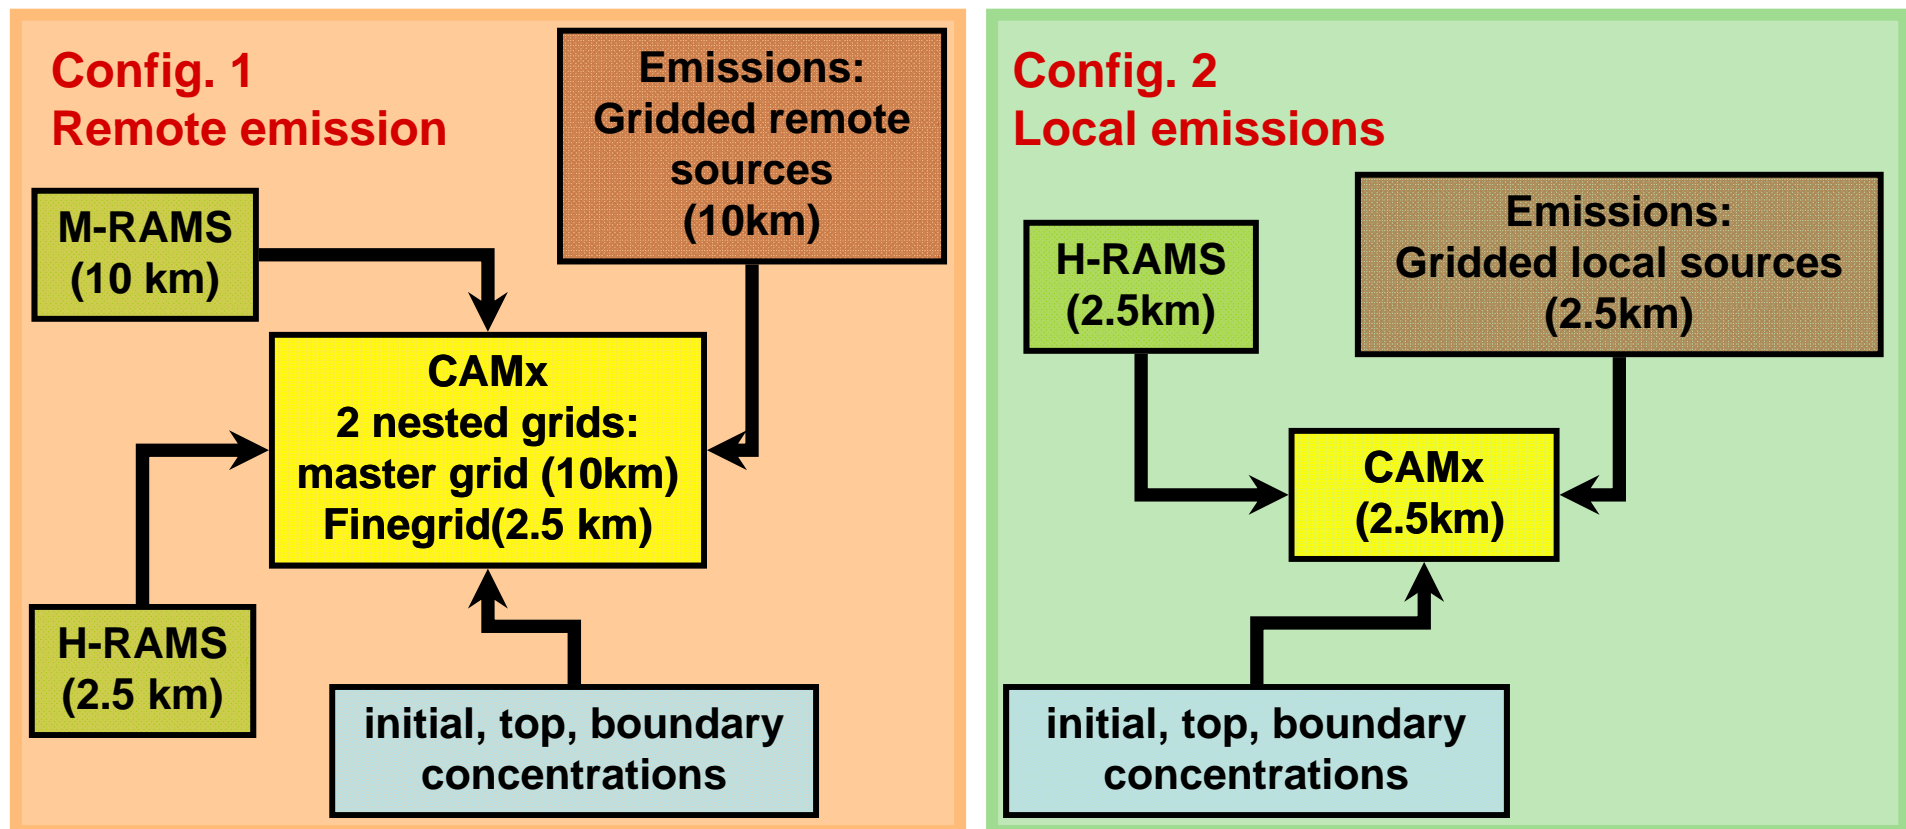 Config. 1
Remote emission
Emissions:
Gridded remote
sources
(10km)
M-RAMS
(10 km)
CAMx
2 nested grids:
master grid (10km)
Finegrid(2.5 km)
H-RAMS
(2.5 km)
initial, top, boundary
concentrations
Config. 2
Local emissions
Emissions:
Gridded local sources
(2.5km)
H-RAMS
(2.5km)
CAMx
(2.5km)
initial, top, boundary
concentrations